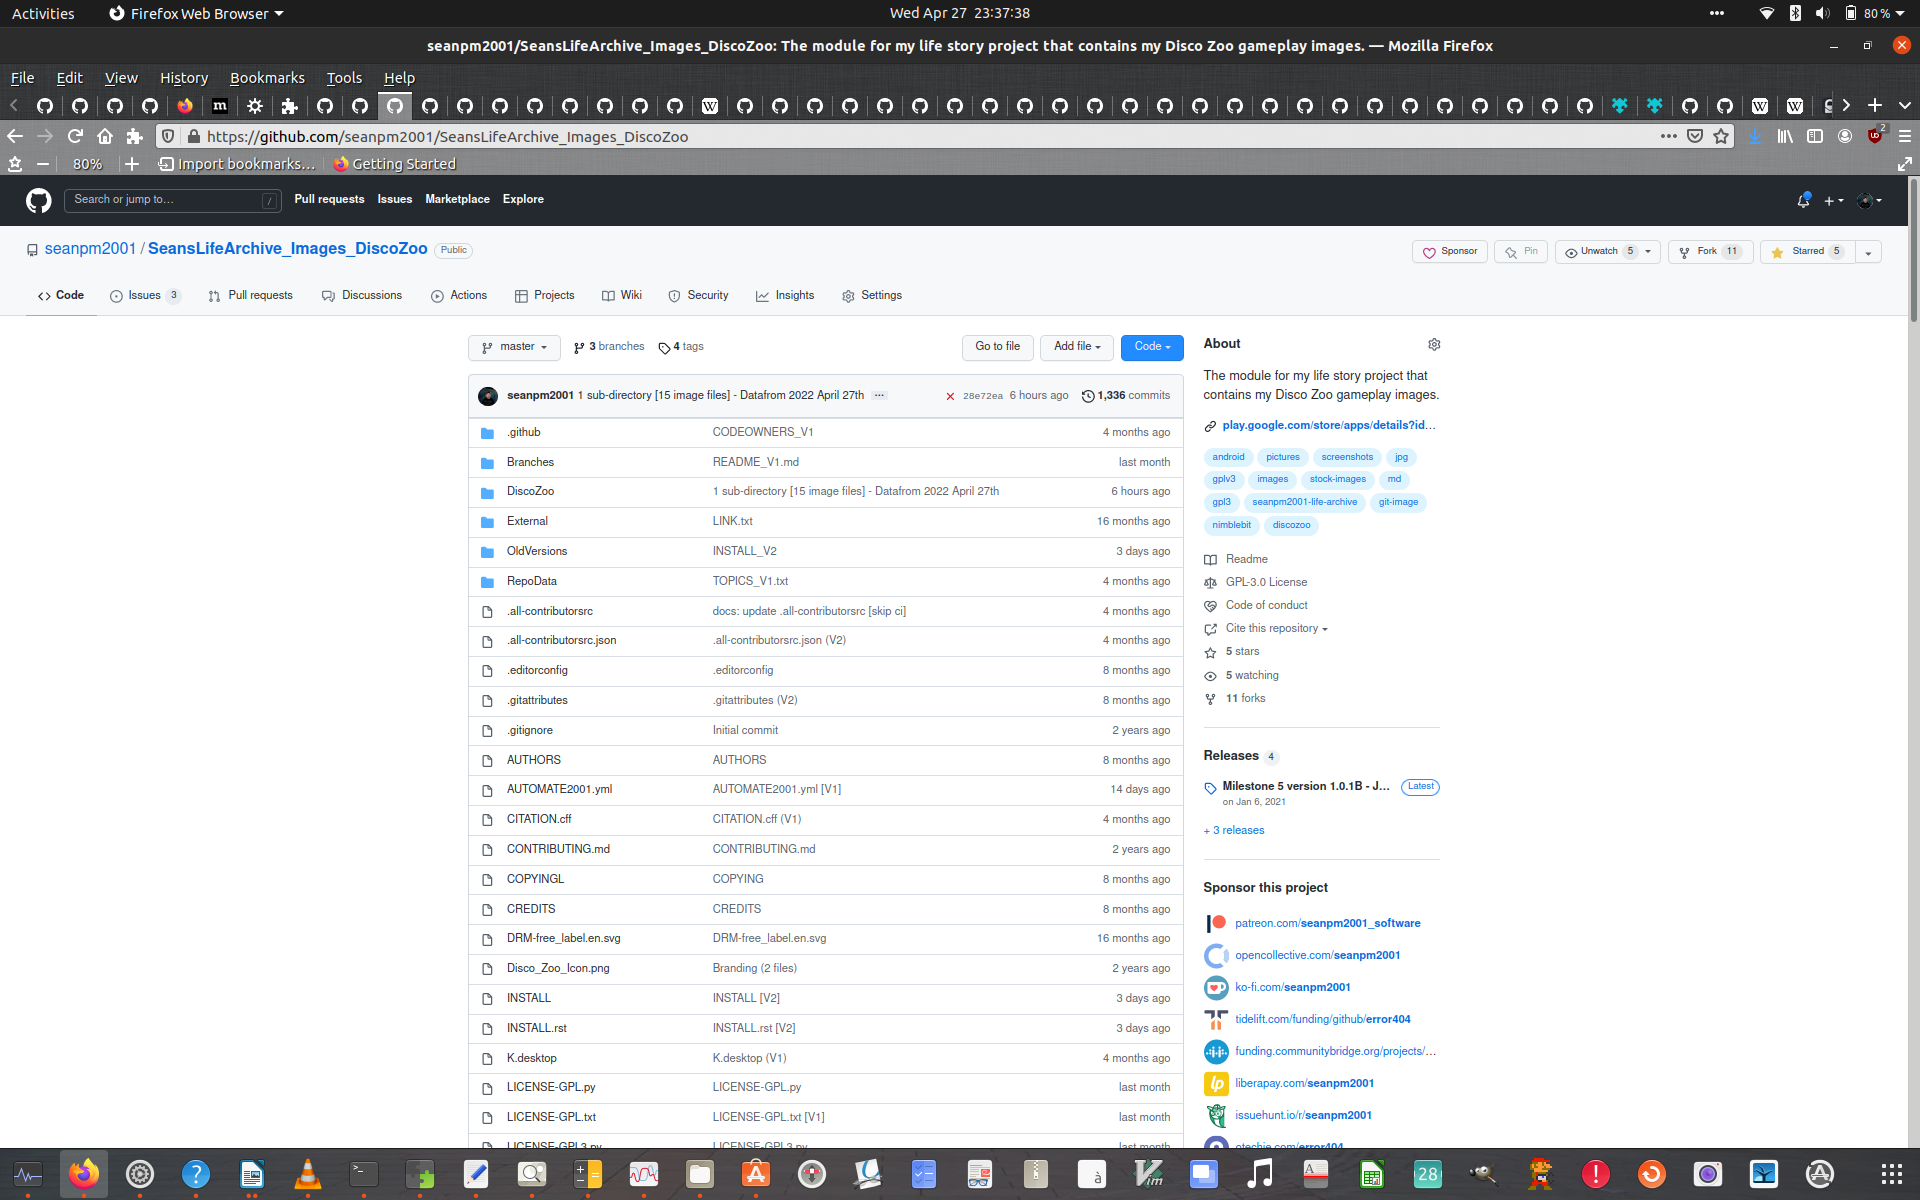 Activities
Firefox Web Browser
Wed Apr 27 23:37:38
80 %
seanpm2001/SeansLifeArchive_Images_DiscoZoo: The module for my life story project that contains my Disco Zoo gameplay images. — Mozilla Firefox
File Edit View History Bookmarks Tools Help
https://github.com/seanpm2001/SeansLifeArchive_Images_DiscoZoo
2
80%
Import bookmarks...
Getting Started
Search or jump to...
/
Pull requests Issues Marketplace Explore
seanpm2001 / SeansLifeArchive_Images_DiscoZoo Public
Sponsor
Pin
Unwatch 5
Fork 11
Starred 5
Code
Issues 3
Pull requests
Discussions
Actions
Projects
Wiki
Security
Insights
Settings
master
3 branches
4 tags
Go to file
Add file
Code
seanpm2001 1 sub-directory [15 image files] - Datafrom 2022 April 27th ...
28e72ea 6 hours ago
1,336 commits
.github CODEOWNERS_V1 4 months ago
Branches README_V1.md last month
DiscoZoo 1 sub-directory [15 image files] - Datafrom 2022 April 27th 6 hours ago
External LINK.txt 16 months ago
OldVersions INSTALL_V2 3 days ago
RepoData TOPICS_V1.txt 4 months ago
.all-contributorsrc docs: update .all-contributorsrc [skip ci] 4 months ago
.all-contributorsrc.json .all-contributorsrc.json (V2) 4 months ago
.editorconfig .editorconfig 8 months ago
.gitattributes .gitattributes (V2) 8 months ago
.gitignore Initial commit 2 years ago
AUTHORS AUTHORS 8 months ago
AUTOMATE2001.yml AUTOMATE2001.yml [V1] 14 days ago
CITATION.cff CITATION.cff (V1) 4 months ago
CONTRIBUTING.md CONTRIBUTING.md 2 years ago
COPYINGL COPYING 8 months ago
CREDITS CREDITS 8 months ago
DRM-free_label.en.svg DRM-free_label.en.svg 16 months ago
Disco_Zoo_Icon.png Branding (2 files) 2 years ago
INSTALL INSTALL [V2] 3 days ago
INSTALL.rst INSTALL.rst [V2] 3 days ago
K.desktop K.desktop (V1) 4 months ago
LICENSE-GPL.py LICENSE-GPL.py last month
LICENSE-GPL.txt LICENSE-GPL.txt [V1] last month
LICENSE-GPL3.py LICENSE-GPL3.py last month
About
The module for my life story project that
contains my Disco Zoo gameplay images.
play.google.com/store/apps/details?id...
android pictures screenshots jpg
gplv3 images stock-images md
gpl3 seanpm2001-life-archive git-image
nimblebit discozoo
Readme
GPL-3.0 License
Code of conduct
Cite this repository
5 stars
5 watching
11 forks
Releases 4
Milestone 5 version 1.0.1B - J... Latest
on Jan 6, 2021
+ 3 releases
Sponsor this project
patreon.com/seanpm2001_software
opencollective.com/seanpm2001
ko-fi.com/seanpm2001
tidelift.com/funding/github/error404
funding.communitybridge.org/projects/...
liberapay.com/seanpm2001
issuehunt.io/r/seanpm2001
otechie.com/error404
28